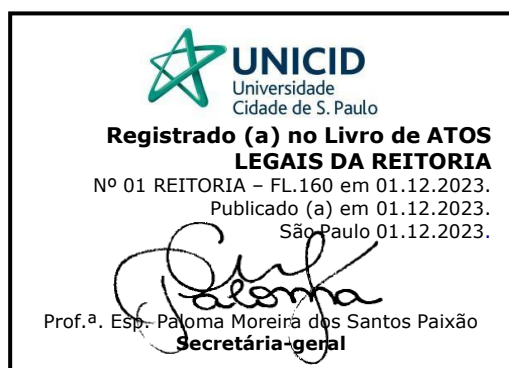 UNICID
Universidade
Cidade de S. Paulo
Registrado (a) no Livro de ATOS
LEGAIS DA REITORIA
Nº 01 REITORIA – FL.160 em 01.12.2023.
Publicado (a) em 01.12.2023.
São Paulo 01.12.2023.
Paloma
Prof.ª. Esp. Paloma Moreira dos Santos Paixão
Secretária-geral